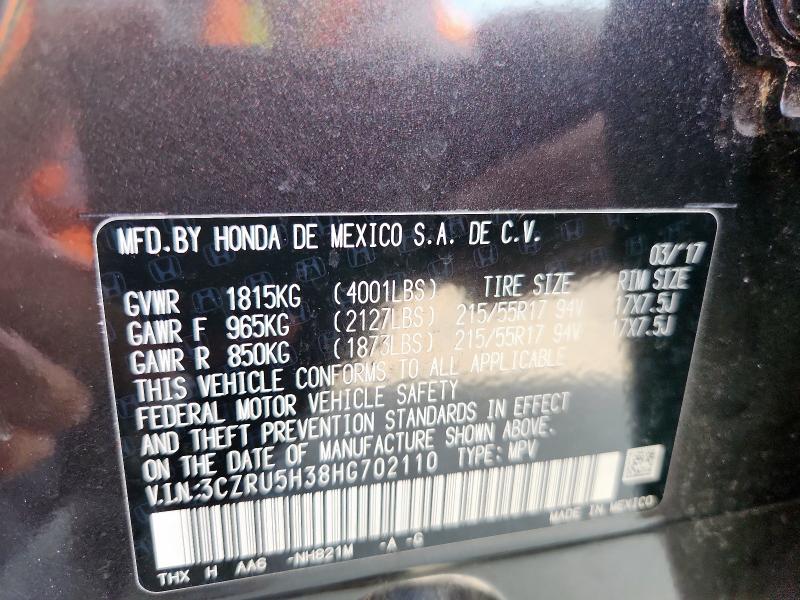 MFD.BY HONDA DE MEXICO S.A. DE C.V.
03/'17
GVWR 1815KG (4001LBS) TIRE SIZE RIM SIZE
GAWR F 965KG (2127LBS) 215/55R17 94V 17X7.5J
GAWR R 850KG (1873LBS) 215/55R17 94V 17X7.5J
THIS VEHICLE CONFORMS TO ALL APPLICABLE
FEDERAL MOTOR VEHICLE SAFETY
AND THEFT PREVENTION STANDARDS IN EFFECT
ON THE DATE OF MANUFACTURE SHOWN ABOVE.
V.I.N.:3CZRU5H38HG702110 TYPE: MPV
MADE IN MEXICO
THX H AA6 -NH821M -A -G